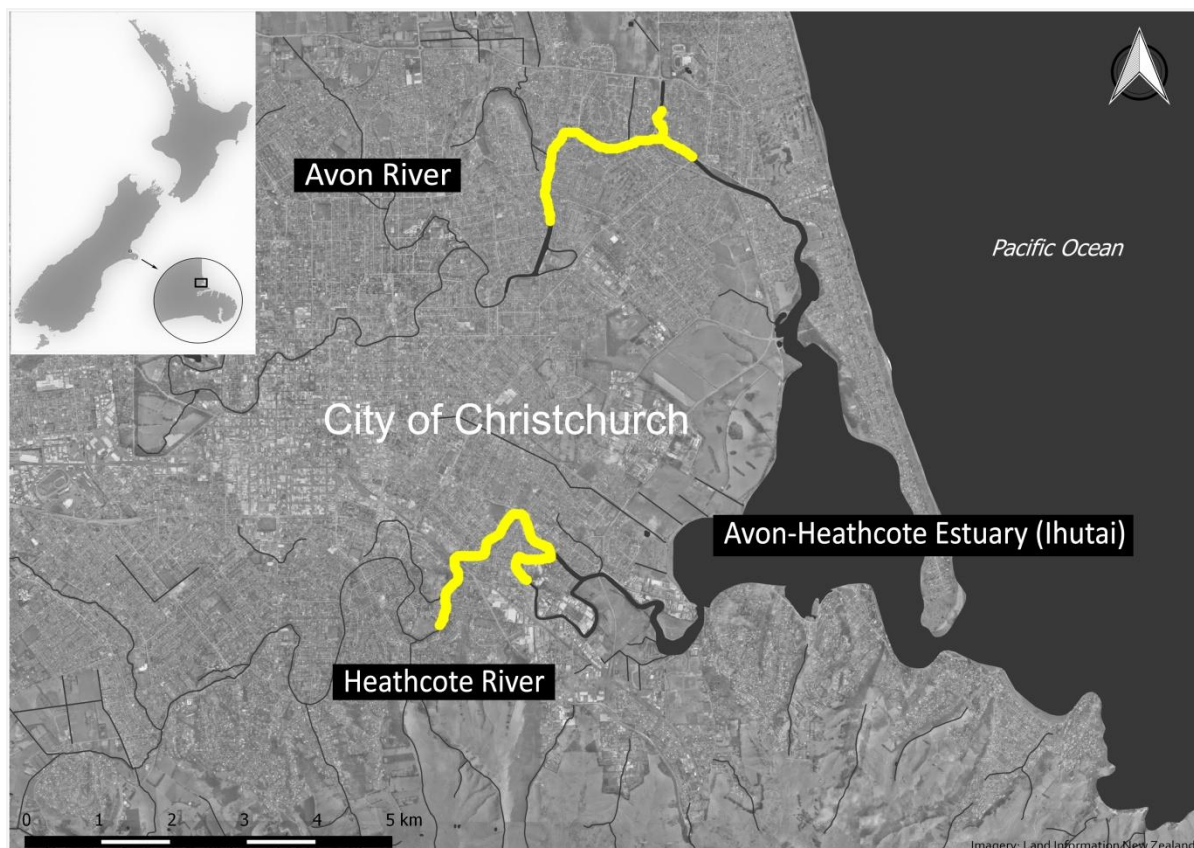 Avon River
Pacific Ocean
City of Christchurch
Avon-Heathcote Estuary (Ihutai)
Heathcote River
0 1 2 3 4 5 km
Imagery: Land Information New Zealand